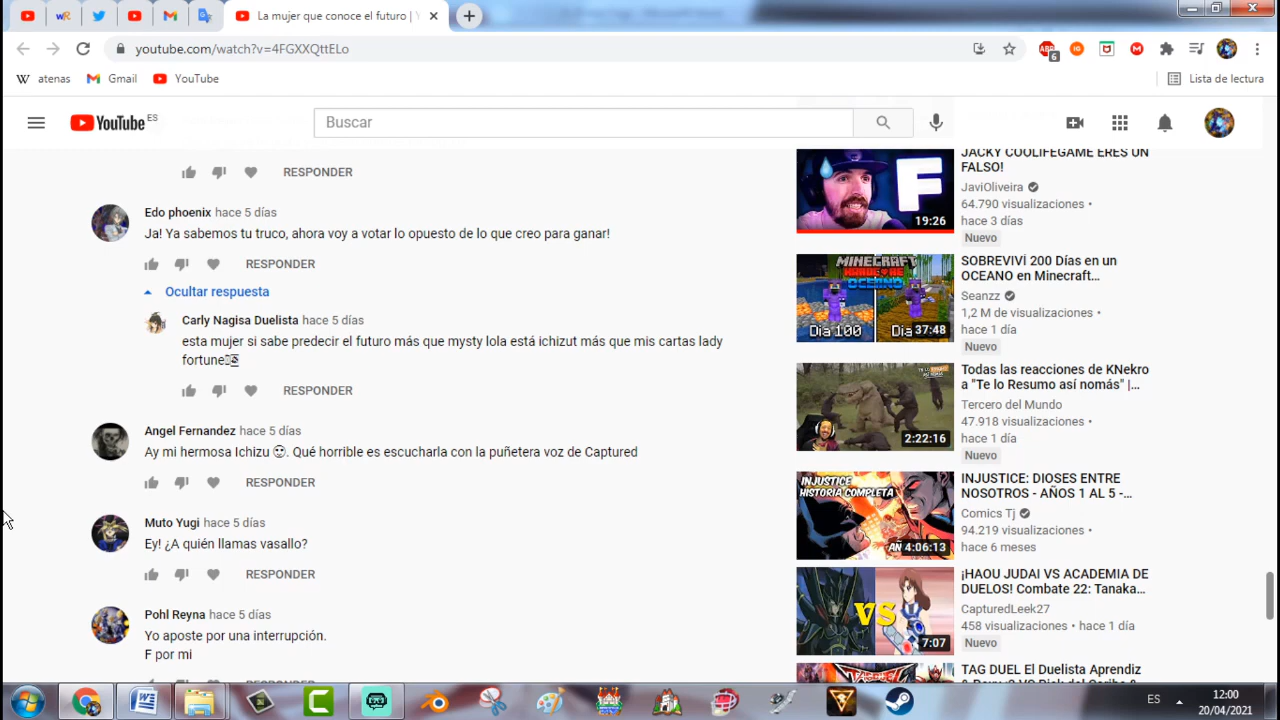 La mujer que conoce el futuro | Y
youtube.com/watch?v=4FGXXQttELo
6
W atenas
Gmail
YouTube
Lista de lectura
YouTube ES
Buscar
RESPONDER
Edo phoenix hace 5 días
Ja! Ya sabemos tu truco, ahora voy a votar lo opuesto de lo que creo para ganar!
RESPONDER
Ocultar respuesta
Carly Nagisa Duelista hace 5 días
esta mujer si sabe predecir el futuro más que mysty lola está ichizut más que mis cartas lady
fortune
RESPONDER
Angel Fernandez hace 5 días
Ay mi hermosa Ichizu 😍. Qué horrible es escucharla con la puñetera voz de Captured
RESPONDER
Muto Yugi hace 5 días
Ey! ¿A quién llamas vasallo?
RESPONDER
Pohl Reyna hace 5 días
Yo aposte por una interrupción.
F por mi
F
19:26
JACKY COOLIFEGAME ERES UN
FALSO!
JaviOliveira
64.790 visualizaciones •
hace 3 días
Nuevo
MINECRAFT
HARDCORE
OCEANO
Dia 100
Dia
37:48
SOBREVIVÍ 200 Días en un
OCEANO en Minecraft...
Seanzz
1,2 M de visualizaciones •
hace 1 día
Nuevo
2:22:16
Todas las reacciones de KNekro
a "Te lo Resumo así nomás" |...
Tercero del Mundo
47.918 visualizaciones •
hace 1 día
Nuevo
INJUSTICE
HISTORIA COMPLETA
AÑ
4:06:13
INJUSTICE: DIOSES ENTRE
NOSOTROS - AÑOS 1 AL 5 -...
Comics Tj
94.219 visualizaciones •
hace 6 meses
VS
7:07
¡HAOU JUDAI VS ACADEMIA DE
DUELOS! Combate 22: Tanaka...
CapturedLeek27
458 visualizaciones • hace 1 día
Nuevo
TAG DUEL El Duelista Aprendiz
ES
12:00
20/04/2021